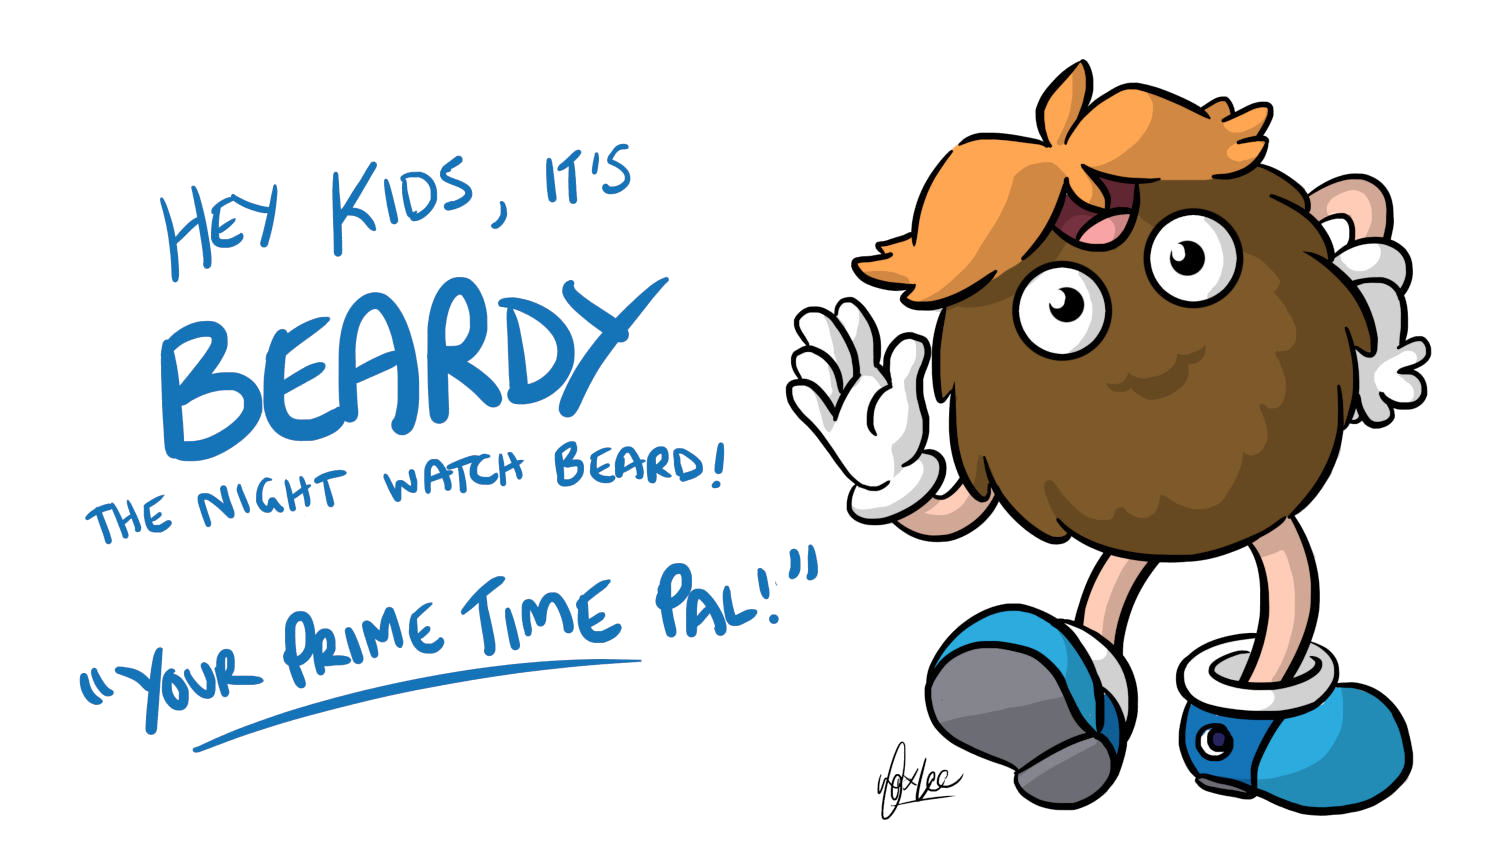 HEY KIDS, IT'S
BEARDY
THE NIGHT WATCH BEARD!
"YOUR PRIME TIME PAL!"